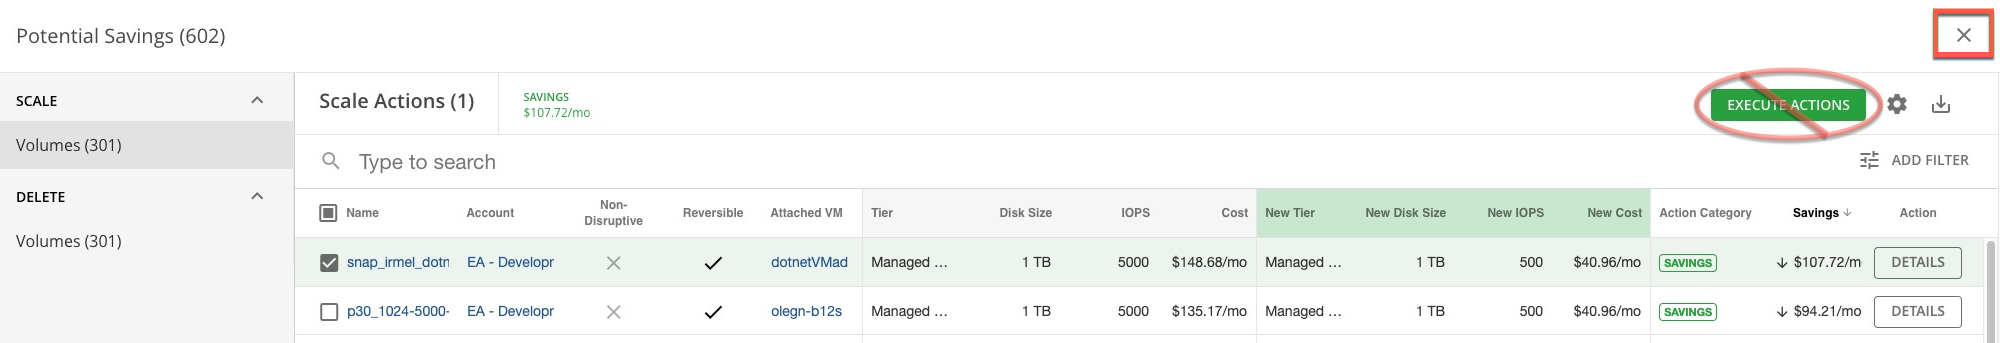 Potential Savings (602)
SCALE
Volumes (301)
DELETE
Volumes (301)
Scale Actions (1)
SAVINGS
$107.72/mo
EXECUTE ACTIONS
Type to search
ADD FILTER
Name Account Non-Disruptive Reversible Attached VM Tier Disk Size IOPS Cost New Tier New Disk Size New IOPS New Cost Action Category Savings ↓ Action
snap_irmel_dotn EA - Developr dotnetVMad Managed ... 1 TB 5000 $148.68/mo Managed ... 1 TB 500 $40.96/mo SAVINGS ↓ $107.72/m DETAILS
p30_1024-5000- EA - Developr olegn-b12s Managed ... 1 TB 5000 $135.17/mo Managed ... 1 TB 500 $40.96/mo SAVINGS ↓ $94.21/mo DETAILS